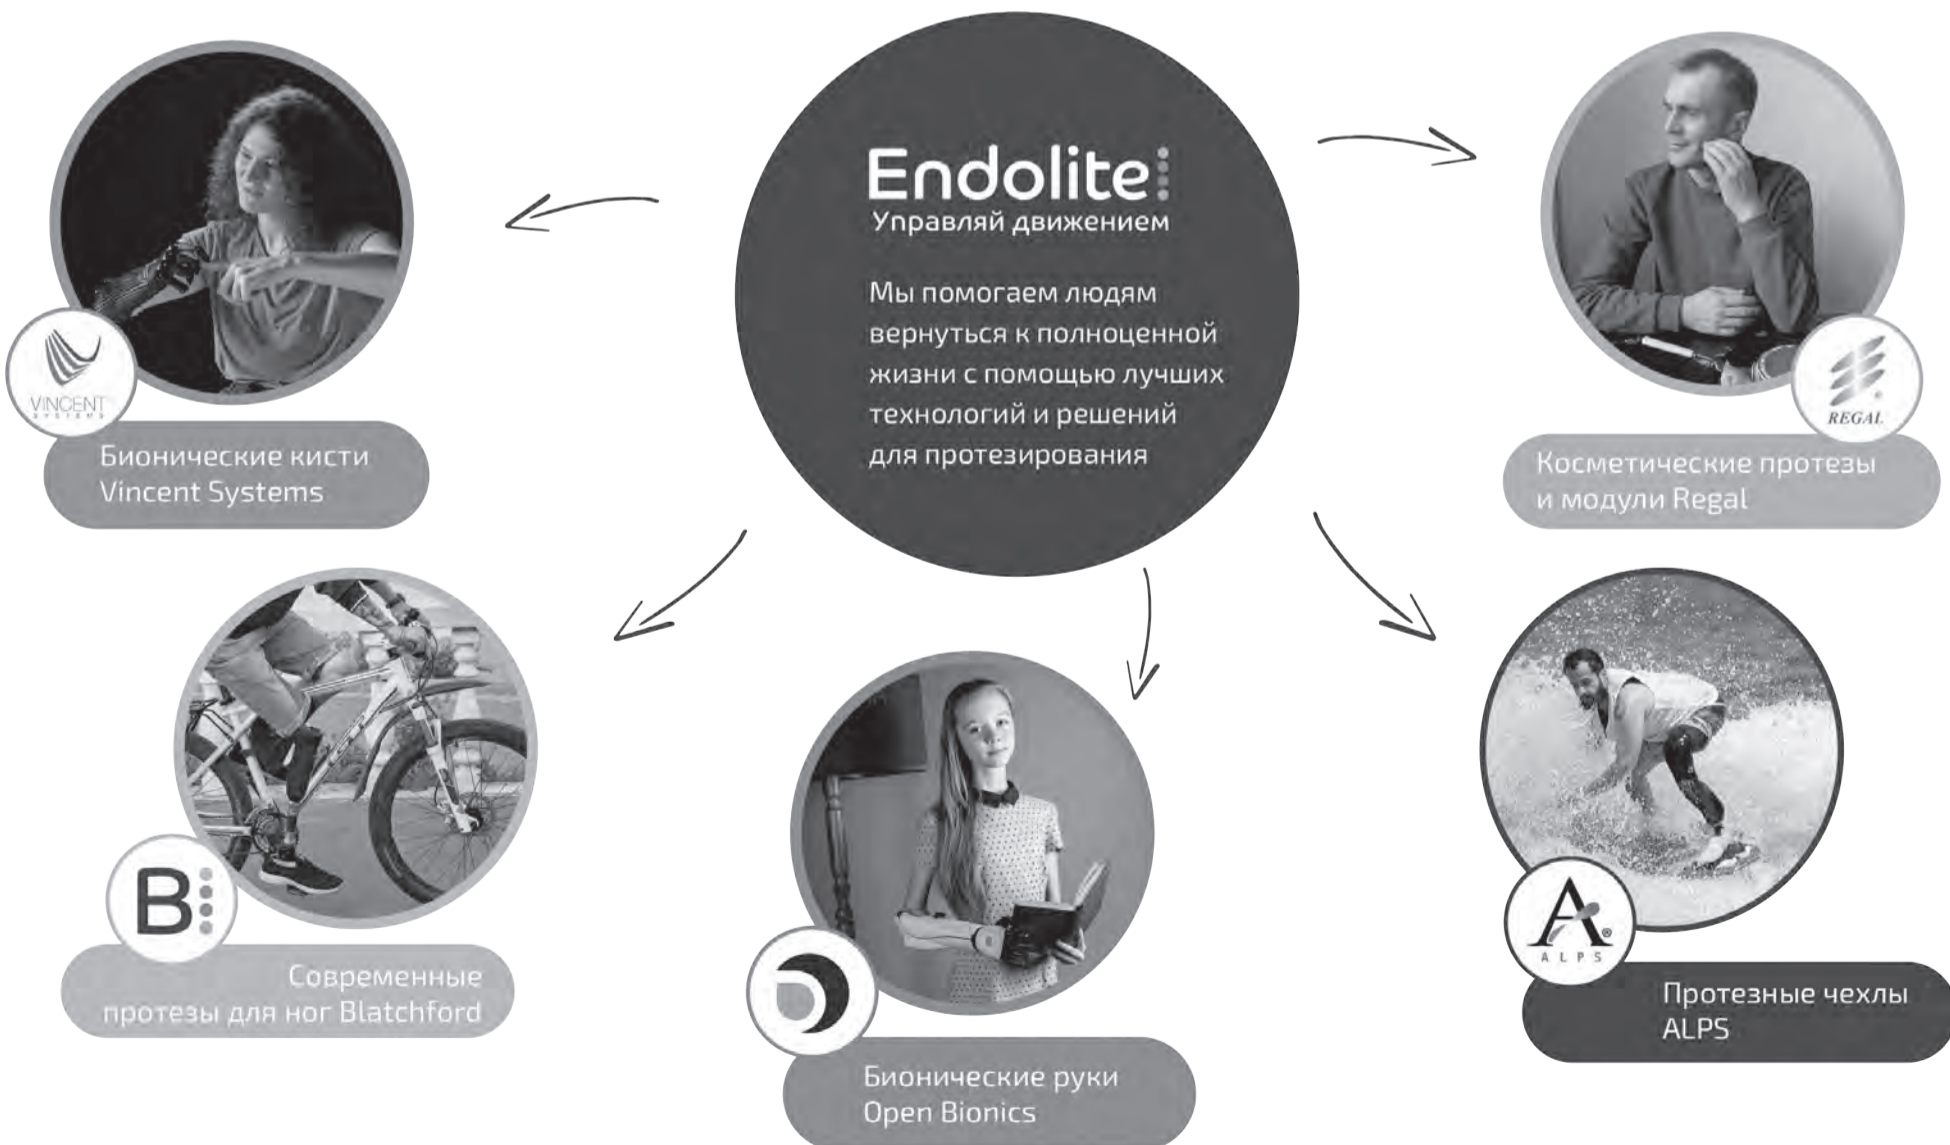 Endolite
Управляй движением
Мы помогаем людям
вернуться к полноценной
жизни с помощью лучших
технологий и решений
для протезирования
VINCENT
SYSTEMS
Бионические кисти
Vincent Systems
REGAL
Косметические протезы
и модули Regal
B
Современные
протезы для ног Blatchford
Бионические руки
Open Bionics
A®
ALPS
Протезные чехлы
ALPS